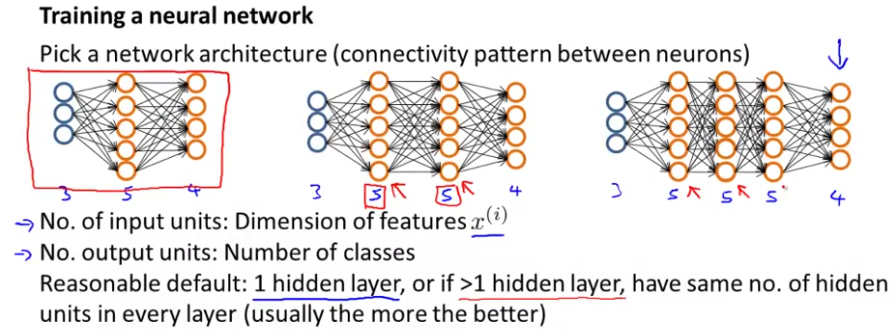 Training a neural network
Pick a network architecture (connectivity pattern between neurons)
3 5 4 3 5 5 4 3 5 5 5 4
→ No. of input units: Dimension of features x⁽ⁱ⁾
→ No. output units: Number of classes
Reasonable default: 1 hidden layer, or if >1 hidden layer, have same no. of hidden
units in every layer (usually the more the better)